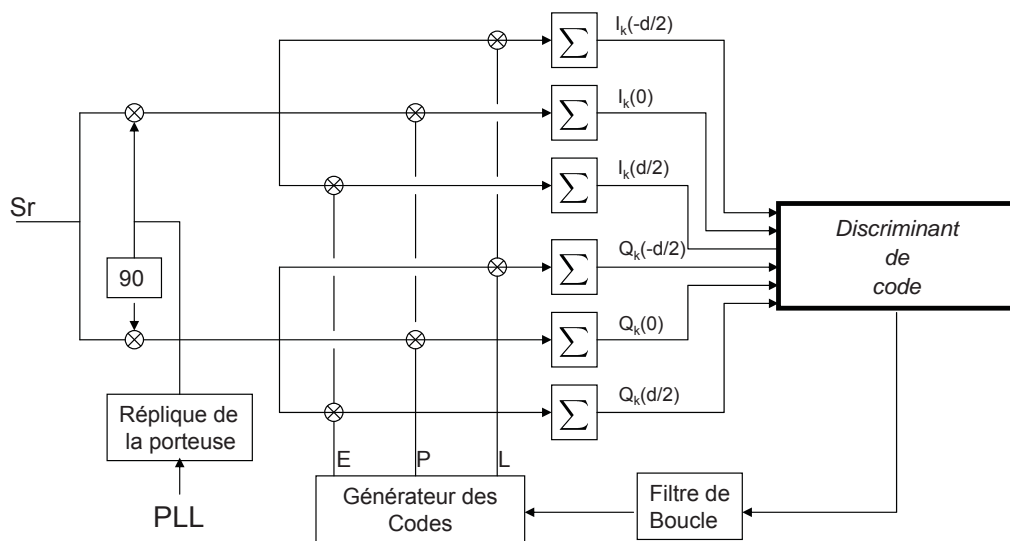 I_k(-d/2)
∑
I_k(0)
∑
I_k(d/2)
∑
Sr
Discriminant
de
code
Q_k(-d/2)
∑
90
Q_k(0)
∑
Q_k(d/2)
∑
Réplique de
la porteuse
E
P
L
PLL
Générateur des
Codes
Filtre de
Boucle